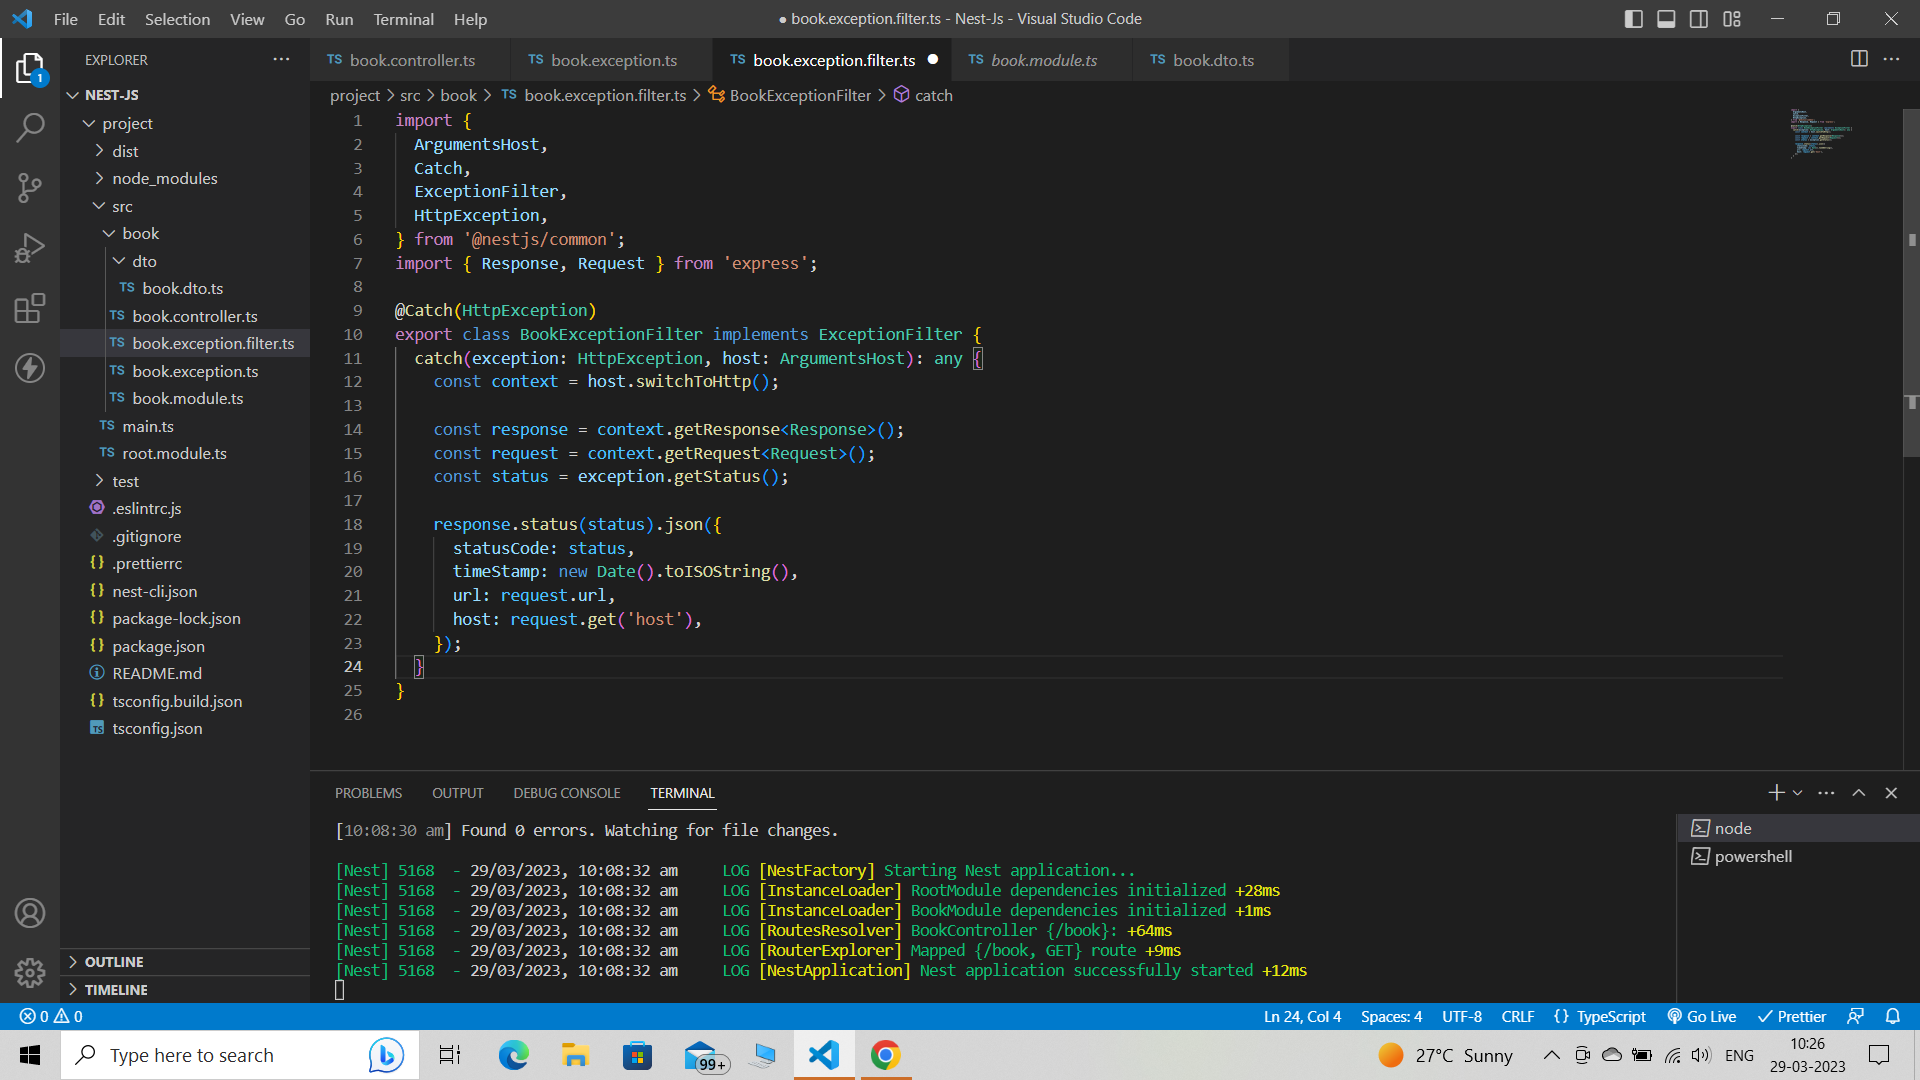 File Edit Selection View Go Run Terminal Help
● book.exception.filter.ts - Nest-Js - Visual Studio Code
EXPLORER
TS book.controller.ts
TS book.exception.ts
TS book.exception.filter.ts
TS book.module.ts
TS book.dto.ts
1
project > src > book > TS book.exception.filter.ts > BookExceptionFilter > catch
NEST-JS
project
dist
node_modules
src
book
dto
TS book.dto.ts
TS book.controller.ts
TS book.exception.filter.ts
TS book.exception.ts
TS book.module.ts
TS main.ts
TS root.module.ts
test
.eslintrc.js
.gitignore
{} .prettierrc
{} nest-cli.json
{} package-lock.json
{} package.json
README.md
{} tsconfig.build.json
TS tsconfig.json
OUTLINE
TIMELINE
1 import {
2 ArgumentsHost,
3 Catch,
4 ExceptionFilter,
5 HttpException,
6 } from '@nestjs/common';
7 import { Response, Request } from 'express';
8
9 @Catch(HttpException)
10 export class BookExceptionFilter implements ExceptionFilter {
11 catch(exception: HttpException, host: ArgumentsHost): any {
12 const context = host.switchToHttp();
13
14 const response = context.getResponse<Response>();
15 const request = context.getRequest<Request>();
16 const status = exception.getStatus();
17
18 response.status(status).json({
19 statusCode: status,
20 timeStamp: new Date().toISOString(),
21 url: request.url,
22 host: request.get('host'),
23 });
24 }
25 }
26
PROBLEMS OUTPUT DEBUG CONSOLE TERMINAL
[10:08:30 am] Found 0 errors. Watching for file changes.
[Nest] 5168 - 29/03/2023, 10:08:32 am LOG [NestFactory] Starting Nest application...
[Nest] 5168 - 29/03/2023, 10:08:32 am LOG [InstanceLoader] RootModule dependencies initialized +28ms
[Nest] 5168 - 29/03/2023, 10:08:32 am LOG [InstanceLoader] BookModule dependencies initialized +1ms
[Nest] 5168 - 29/03/2023, 10:08:32 am LOG [RoutesResolver] BookController {/book}: +64ms
[Nest] 5168 - 29/03/2023, 10:08:32 am LOG [RouterExplorer] Mapped {/book, GET} route +9ms
[Nest] 5168 - 29/03/2023, 10:08:32 am LOG [NestApplication] Nest application successfully started +12ms
node
powershell
0 0
Ln 24, Col 4 Spaces: 4 UTF-8 CRLF {} TypeScript Go Live Prettier
Type here to search
99+
27°C Sunny
ENG
10:26
29-03-2023